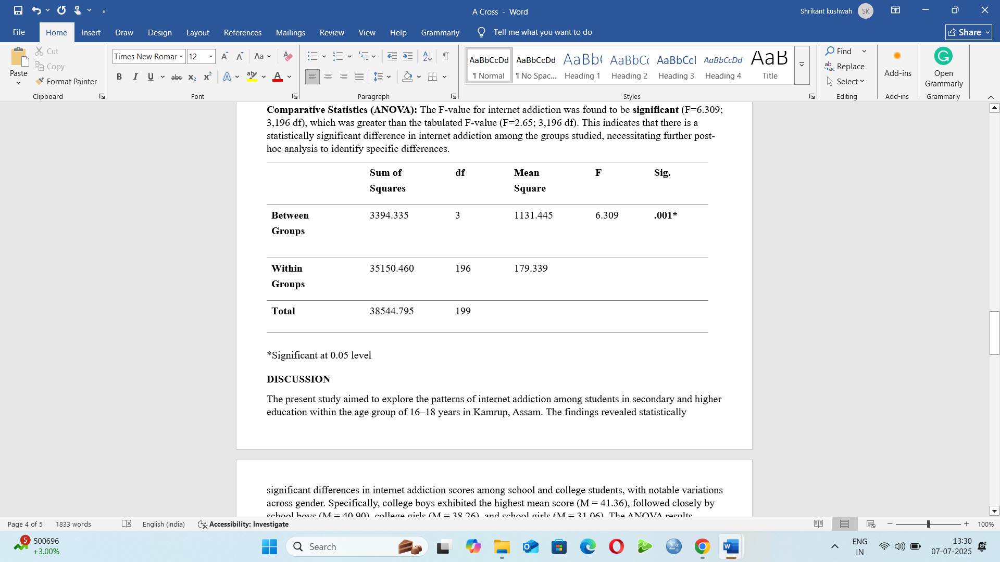 A Cross - Word
Shrikant kushwah SK
File Home Insert Draw Design Layout References Mailings Review View Help Grammarly Tell me what you want to do Share
Paste
Cut
Copy
Format Painter
Clipboard
Times New Romar 12
Aa
B I U abc x₂ x²
Font
Paragraph
AaBbCcDd AaBbCcDd AaBb( AaBbC( AaBbCcI AaBbCcDd AaB
¶ Normal ¶ No Spac... Heading 1 Heading 2 Heading 3 Heading 4 Title
Styles
Find
Replace
Select
Editing
Add-ins
Add-ins
Open
Grammarly
Grammarly
Comparative Statistics (ANOVA): The F-value for internet addiction was found to be significant (F=6.309;
3,196 df), which was greater than the tabulated F-value (F=2.65; 3,196 df). This indicates that there is a
statistically significant difference in internet addiction among the groups studied, necessitating further post-
hoc analysis to identify specific differences.
Sum of df Mean F Sig.
Squares Square
Between 3394.335 3 1131.445 6.309 .001*
Groups
Within 35150.460 196 179.339
Groups
Total 38544.795 199
*Significant at 0.05 level
DISCUSSION
The present study aimed to explore the patterns of internet addiction among students in secondary and higher
education within the age group of 16–18 years in Kamrup, Assam. The findings revealed statistically
significant differences in internet addiction scores among school and college students, with notable variations
across gender. Specifically, college boys exhibited the highest mean score (M = 41.36), followed closely by
school boys (M = 40.90), college girls (M = 38.26), and school girls (M = 31.06). The ANOVA results
Page 4 of 5 1833 words English (India) Accessibility: Investigate 100%
5 500696
+3.00%
Search
ENG
IN
13:30
07-07-2025